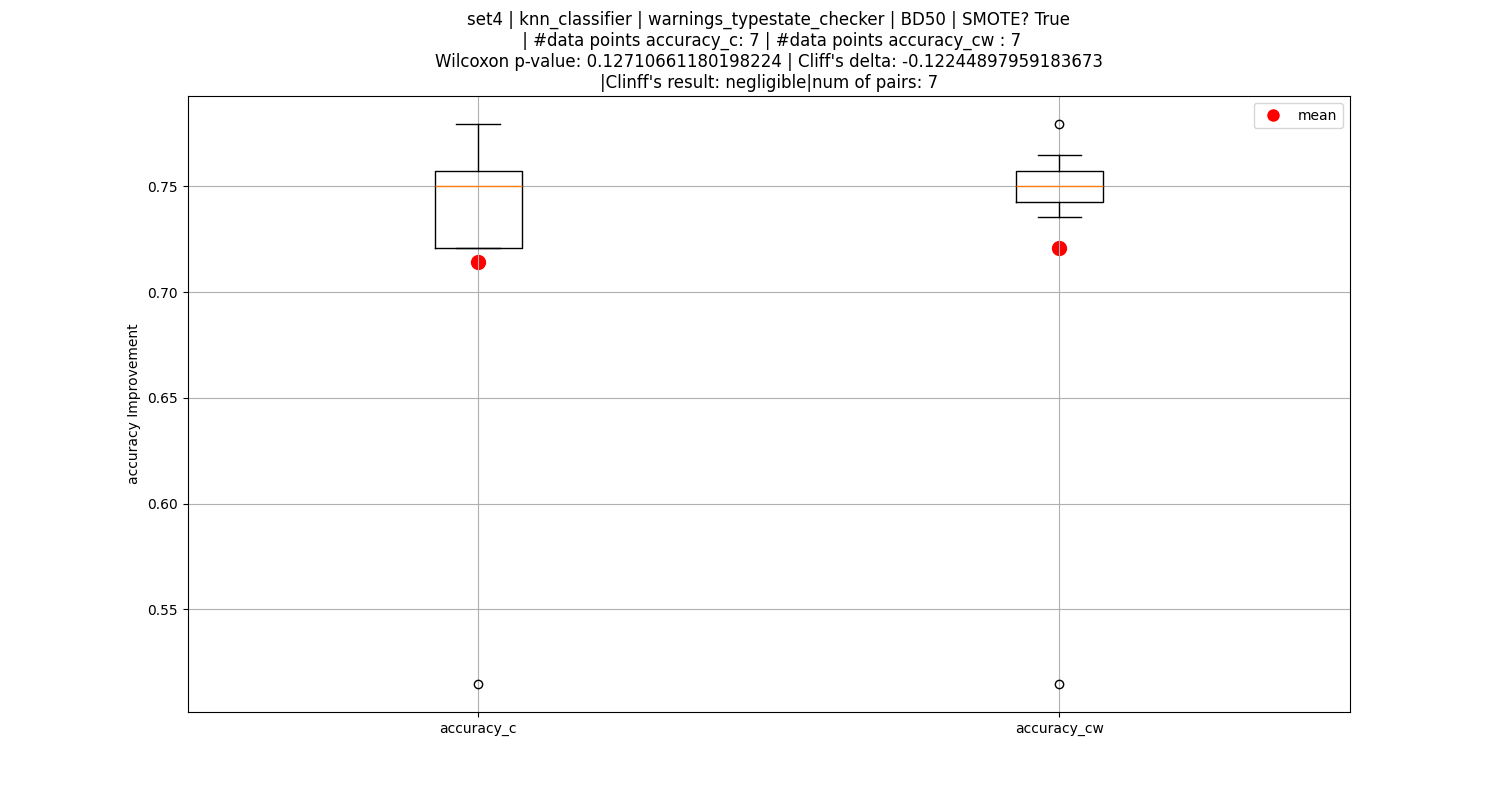 set4 | knn_classifier | warnings_typestate_checker | BD50 | SMOTE? True
| #data points accuracy_c: 7 | #data points accuracy_cw : 7
Wilcoxon p-value: 0.12710661180198224 | Cliff's delta: -0.12244897959183673
|Clinff's result: negligible|num of pairs: 7
mean
0.75
0.70
0.65
0.60
0.55
accuracy Improvement
accuracy_c
accuracy_cw